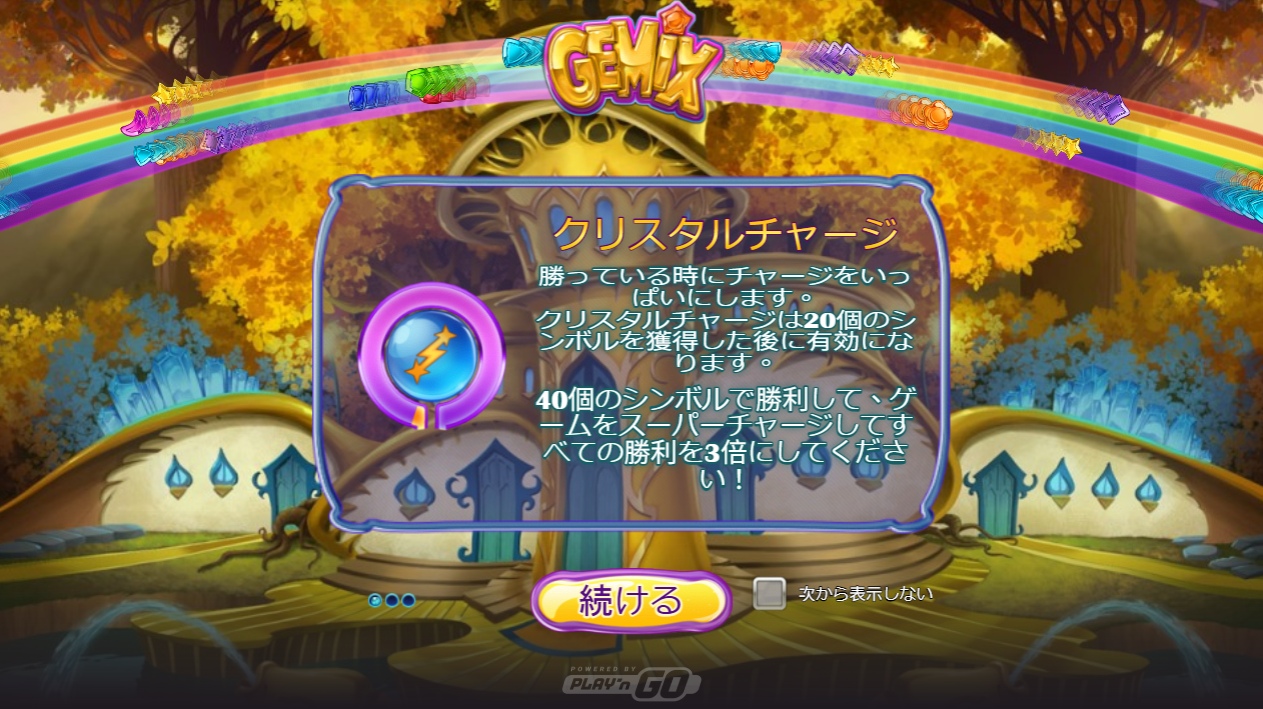 GEMiX
クリスタルチャージ
勝っている時にチャージをいっ
ぱいにします。
クリスタルチャージは20個のシ
ンボルを獲得した後に有効にな
ります。
40個のシンボルで勝利して、ゲ
ームをスーパーチャージしてす
べての勝利を3倍にしてくださ
い！
続ける
次から表示しない
POWERED BY
PLAY'n GO